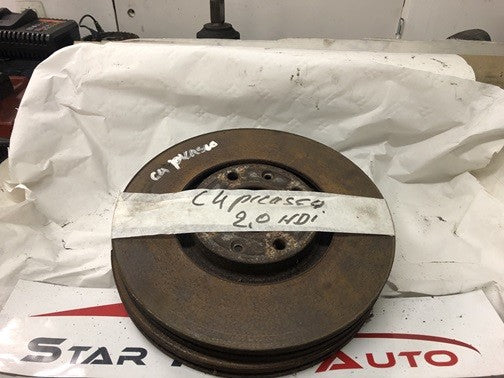 C4 picasso
C4 picasso
2,0 HDi
STAR AUTO